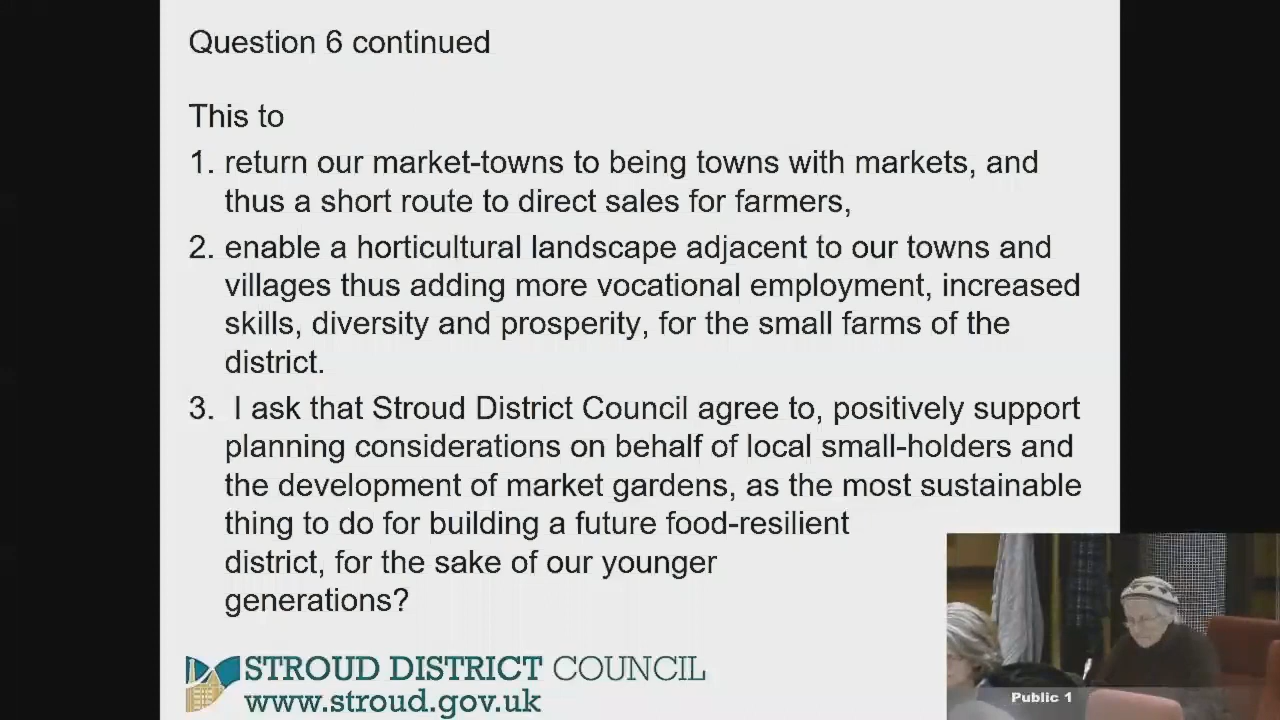 Question 6 continued
This to
1. return our market-towns to being towns with markets, and
thus a short route to direct sales for farmers,
2. enable a horticultural landscape adjacent to our towns and
villages thus adding more vocational employment, increased
skills, diversity and prosperity, for the small farms of the
district.
3. I ask that Stroud District Council agree to, positively support
planning considerations on behalf of local small-holders and
the development of market gardens, as the most sustainable
thing to do for building a future food-resilient
district, for the sake of our younger
generations?
STROUD DISTRICT COUNCIL
www.stroud.gov.uk
Public 1